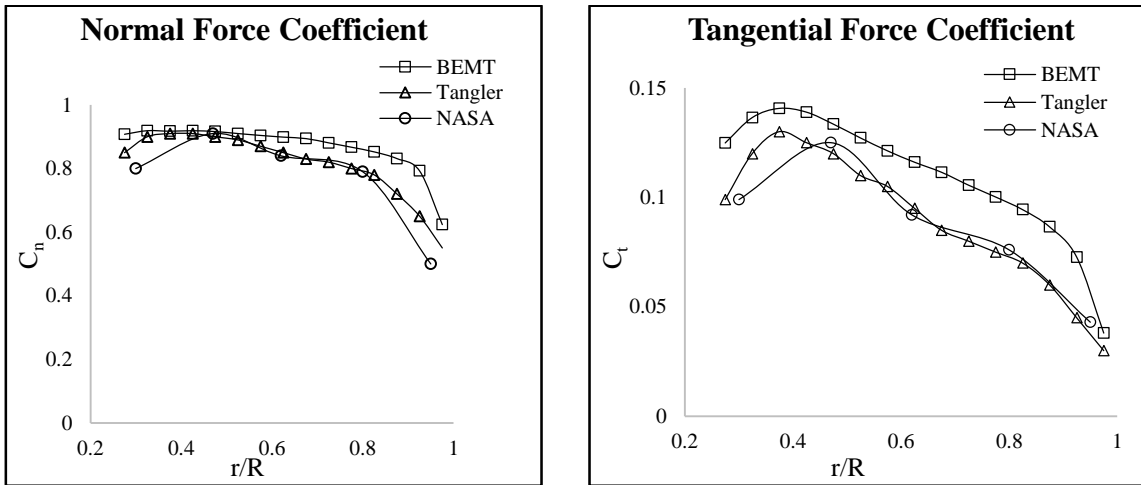 Normal Force Coefficient
BEMT
Tangler
NASA
1
0.8
0.6
0.4
0.2
0
C_n
0.2
0.4
0.6
0.8
1
r/R
Tangential Force Coefficient
BEMT
Tangler
NASA
0.15
0.1
0.05
0
C_t
0.2
0.4
0.6
0.8
1
r/R